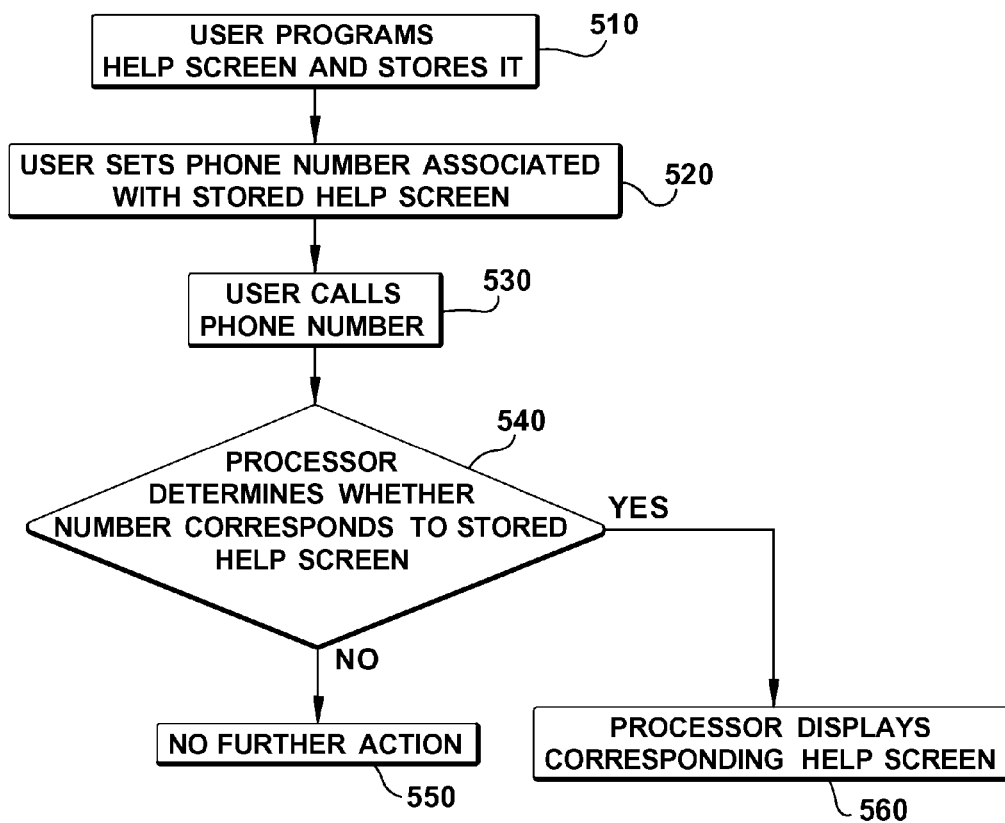 510
USER PROGRAMS
HELP SCREEN AND STORES IT
USER SETS PHONE NUMBER ASSOCIATED
WITH STORED HELP SCREEN
520
530
USER CALLS
PHONE NUMBER
540
PROCESSOR
DETERMINES WHETHER
NUMBER CORRESPONDS TO STORED
HELP SCREEN
YES
NO
NO FURTHER ACTION
550
PROCESSOR DISPLAYS
CORRESPONDING HELP SCREEN
560